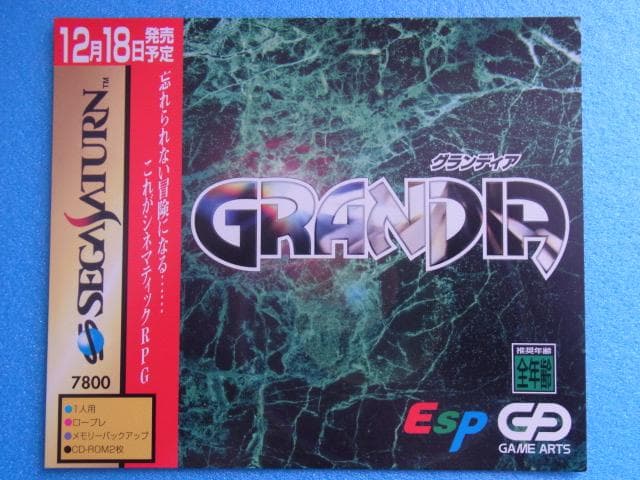 12月18日発売予定
忘れられない冒険になる……
これがシネマティックRPG
SEGA SATURN™
7800
●1人用
●ロープレ
●メモリーバックアップ
●CD-ROM2枚
グランディア
GRANDIA
推奨年齢
全年齢
Esp
GAME ARTS